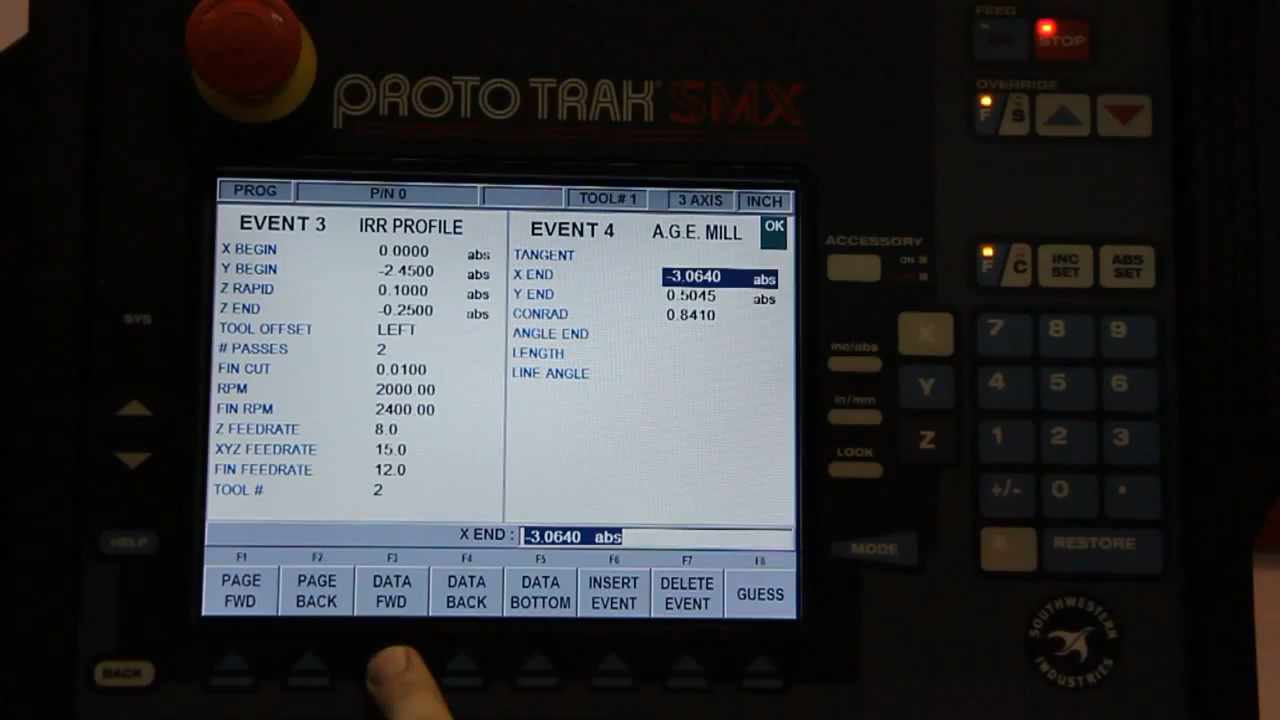 FEED
STOP
OVERRIDE
F S
PROTO TRAK SMX
PROG P/N 0 TOOL# 1 3 AXIS INCH
EVENT 3 IRR PROFILE
X BEGIN 0.0000 abs
Y BEGIN -2.4500 abs
Z RAPID 0.1000 abs
Z END -0.2500 abs
TOOL OFFSET LEFT
# PASSES 2
FIN CUT 0.0100
RPM 2000.00
FIN RPM 2400.00
Z FEEDRATE 8.0
XYZ FEEDRATE 15.0
FIN FEEDRATE 12.0
TOOL # 2
EVENT 4 A.G.E. MILL OK
TANGENT
X END -3.0640 abs
Y END 0.5045 abs
CONRAD 0.8410
ANGLE END
LENGTH
LINE ANGLE
X END : -3.0640 abs
F1 F2 F3 F4 F5 F6 F7 F8
PAGE FWD
PAGE BACK
DATA FWD
DATA BACK
DATA BOTTOM
INSERT EVENT
DELETE EVENT
GUESS
SYS
HELP
BACK
ACCESSORY
ON
F C
INC SET
ABS SET
inc/abs
in/mm
LOOK
X
Y
Z
7 8 9
4 5 6
1 2 3
+/- 0 .
MODE
RESTORE
SOUTHWESTERN INDUSTRIES